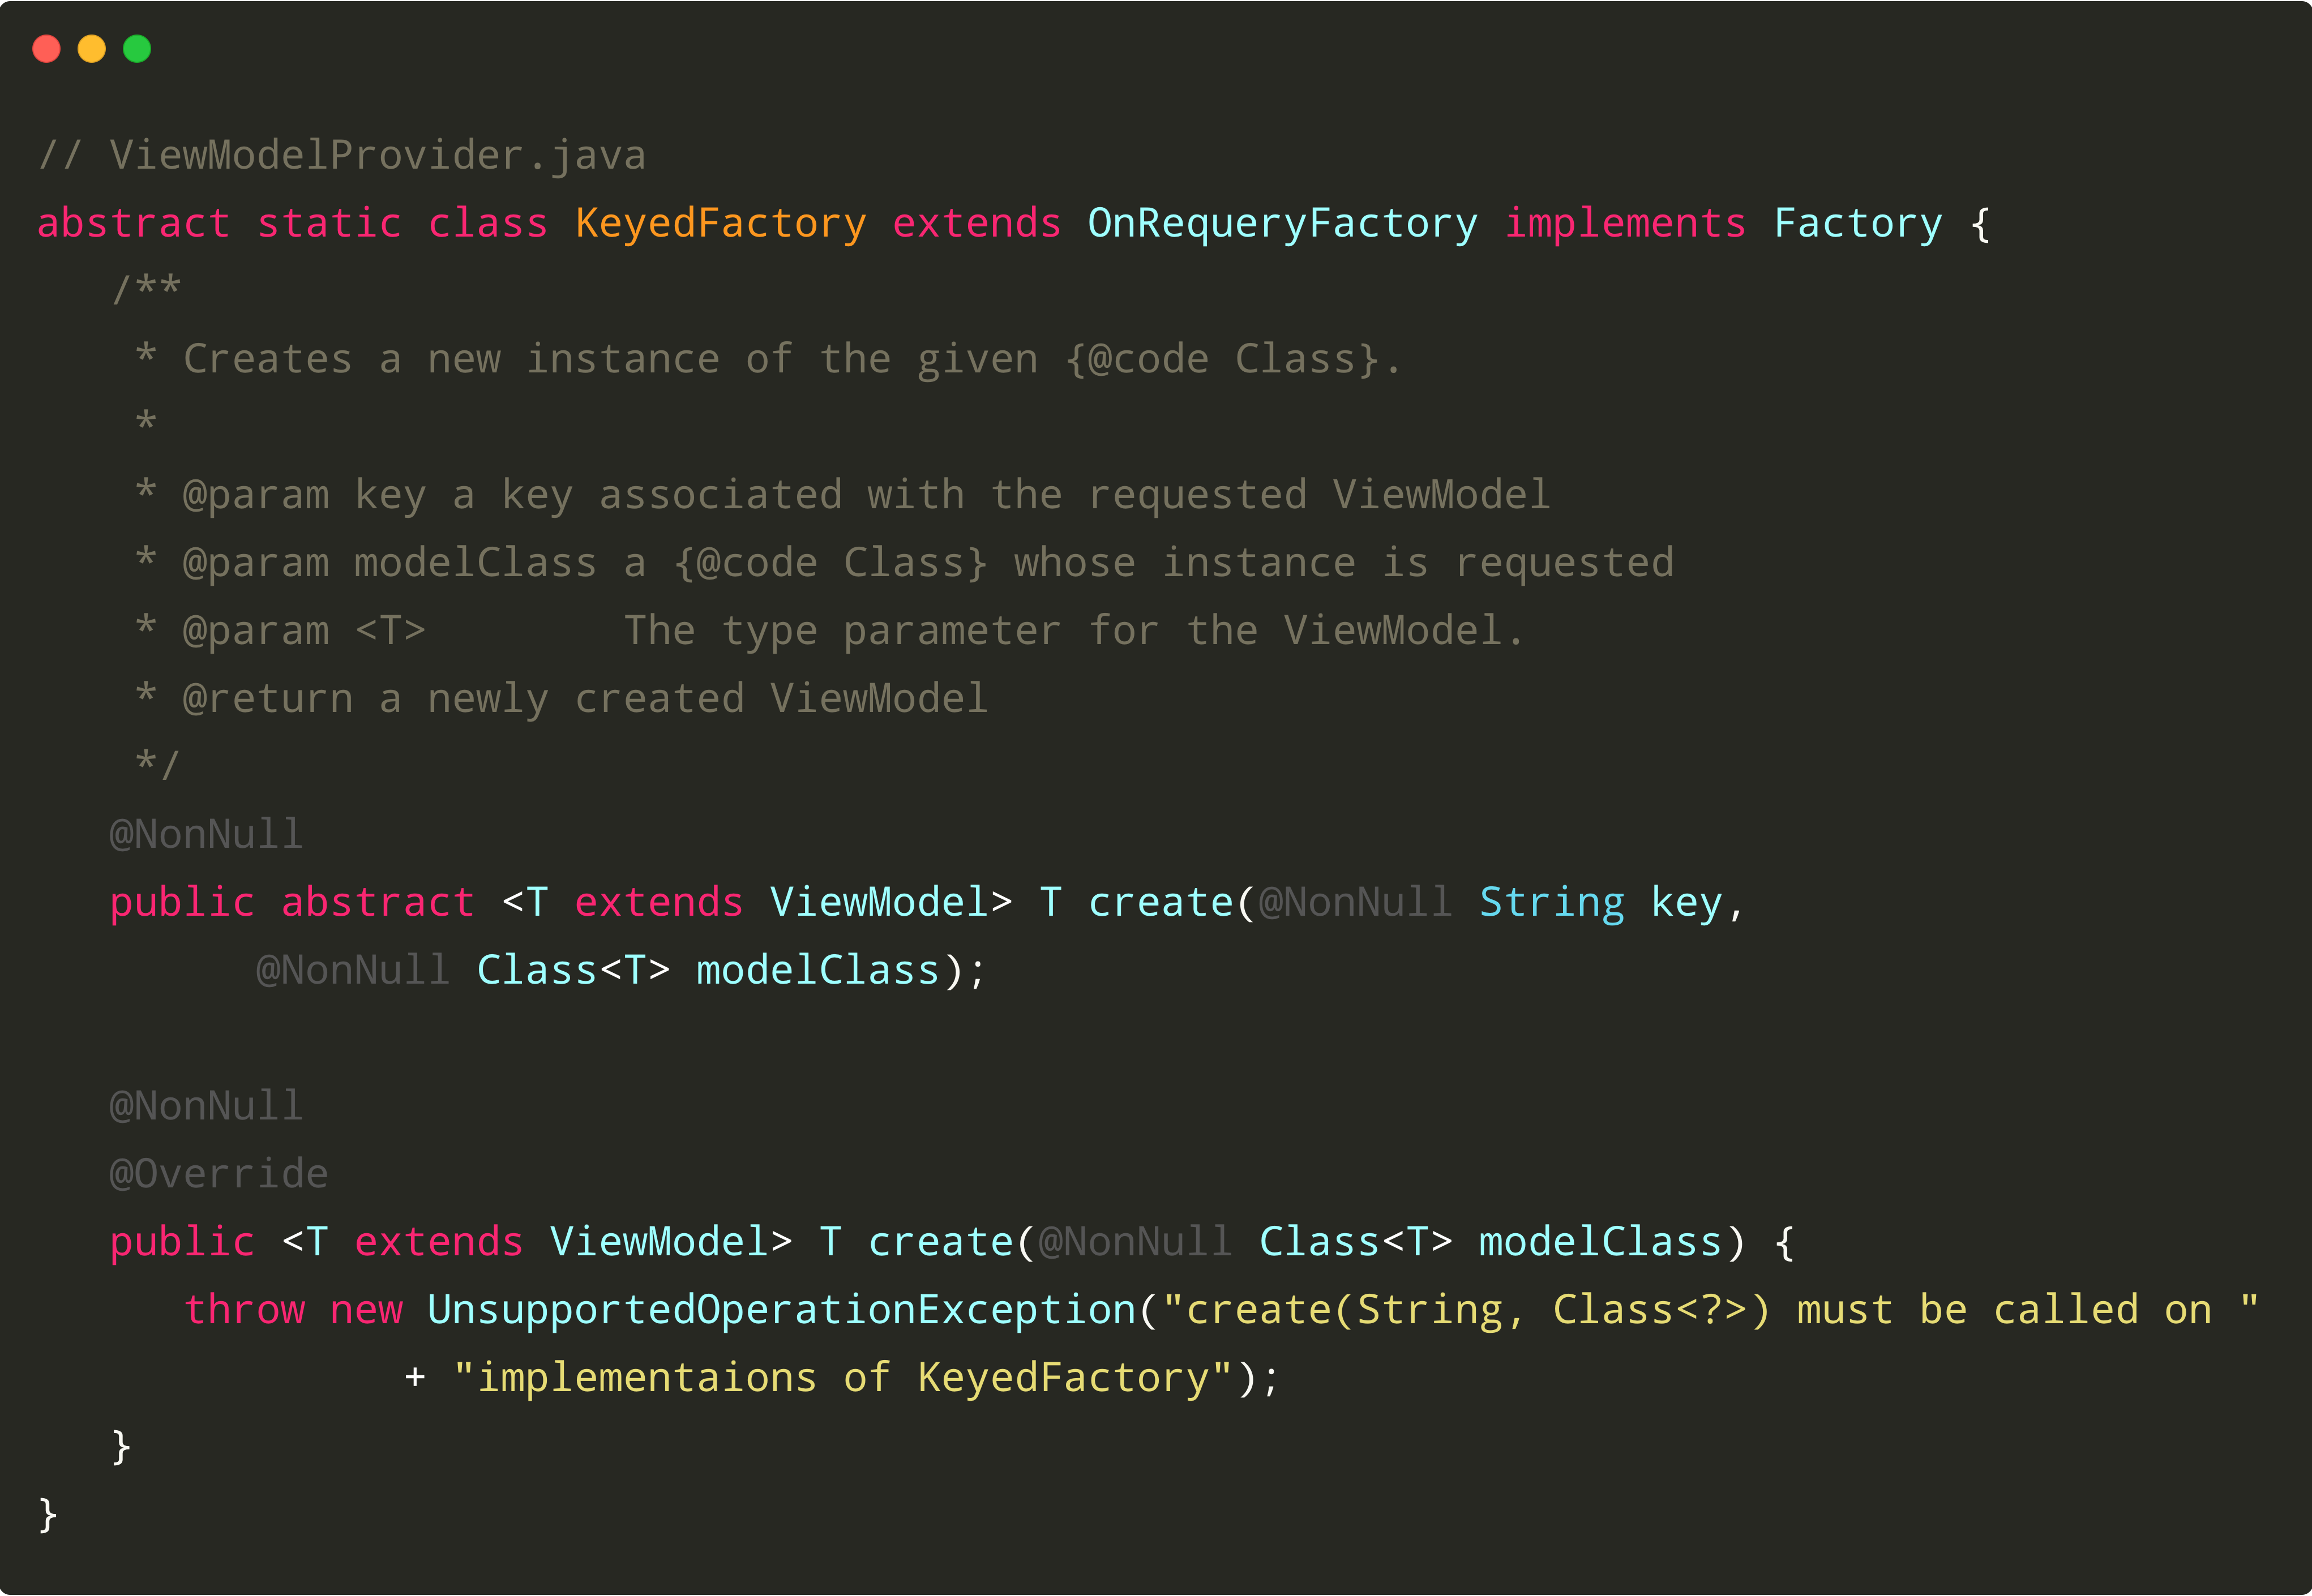 // ViewModelProvider.java
abstract static class KeyedFactory extends OnRequeryFactory implements Factory {
   /**
    * Creates a new instance of the given {@code Class}.
    *
    * @param key a key associated with the requested ViewModel
    * @param modelClass a {@code Class} whose instance is requested
    * @param <T>        The type parameter for the ViewModel.
    * @return a newly created ViewModel
    */
   @NonNull
   public abstract <T extends ViewModel> T create(@NonNull String key,
         @NonNull Class<T> modelClass);

   @NonNull
   @Override
   public <T extends ViewModel> T create(@NonNull Class<T> modelClass) {
      throw new UnsupportedOperationException("create(String, Class<?>) must be called on "
               + "implementaions of KeyedFactory");
   }
}